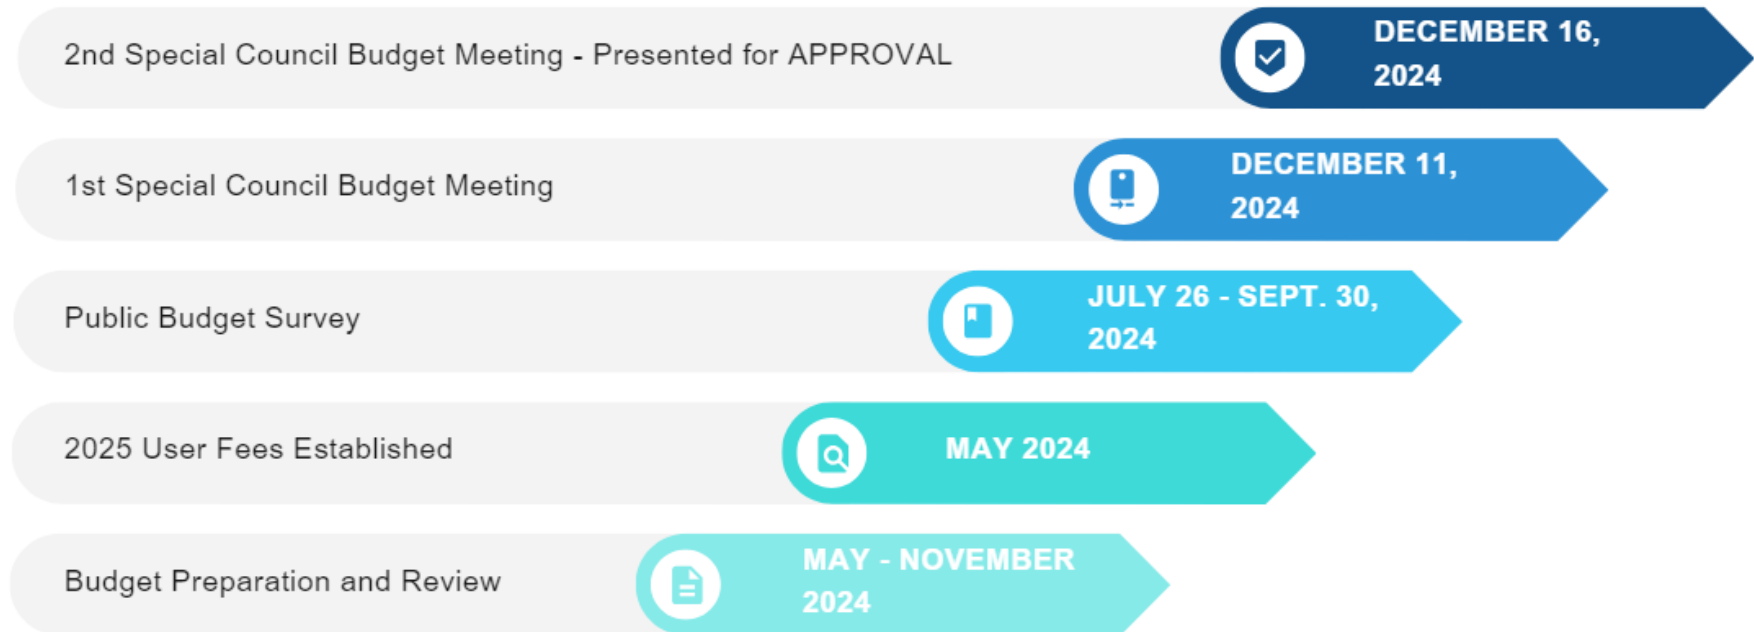 2nd Special Council Budget Meeting - Presented for APPROVAL
DECEMBER 16,
2024
1st Special Council Budget Meeting
DECEMBER 11,
2024
Public Budget Survey
JULY 26 - SEPT. 30,
2024
2025 User Fees Established
MAY 2024
Budget Preparation and Review
MAY - NOVEMBER
2024